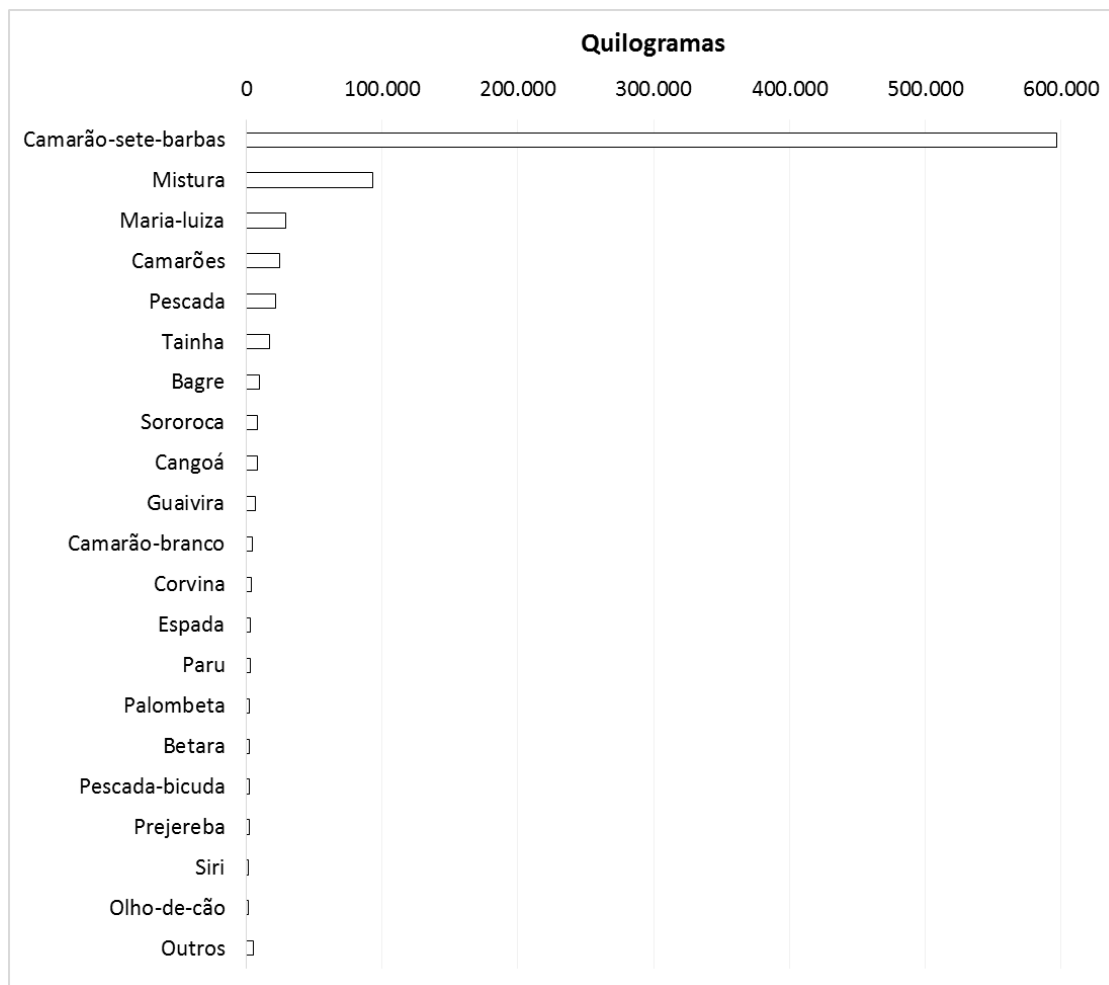 Quilogramas
0 100.000 200.000 300.000 400.000 500.000 600.000
Camarão-sete-barbas
Mistura
Maria-luiza
Camarões
Pescada
Tainha
Bagre
Sororoca
Cangoá
Guaivira
Camarão-branco
Corvina
Espada
Paru
Palombeta
Betara
Pescada-bicuda
Prejereba
Siri
Olho-de-cão
Outros